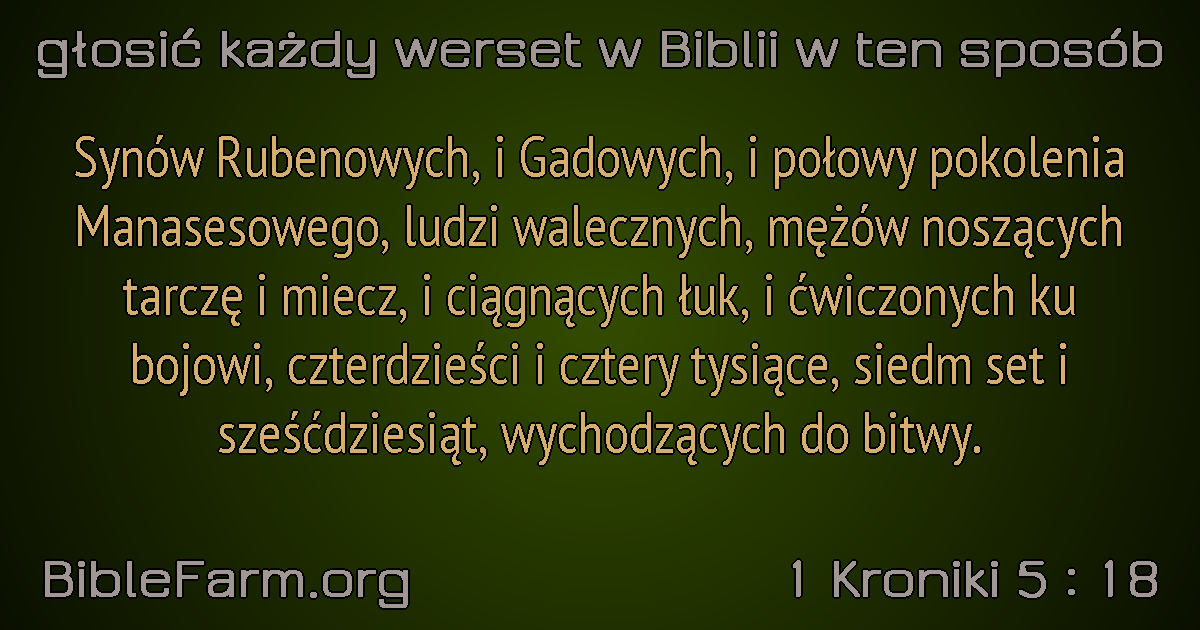 głosić każdy werset w Biblii w ten sposób
Synów Rubenowych, i Gadowych, i połowy pokolenia
Manasesowego, ludzi walecznych, mężów noszących
tarczę i miecz, i ciągnących łuk, i ćwiczonych ku
bojowi, czterdzieści i cztery tysiące, siedm set i
sześćdziesiąt, wychodzących do bitwy.
BibleFarm.org
1 Kroniki 5 : 18